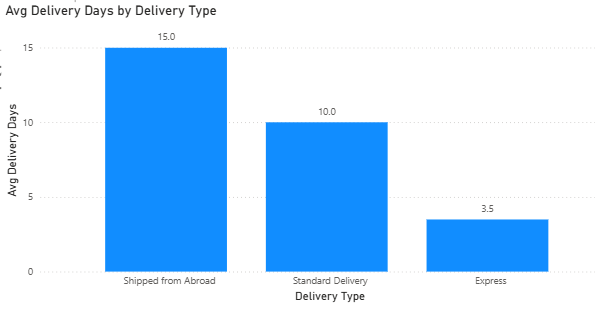 Avg Delivery Days by Delivery Type
15.0
15
10.0
10
Avg Delivery Days
5
3.5
0
Shipped from Abroad
Standard Delivery
Express
Delivery Type